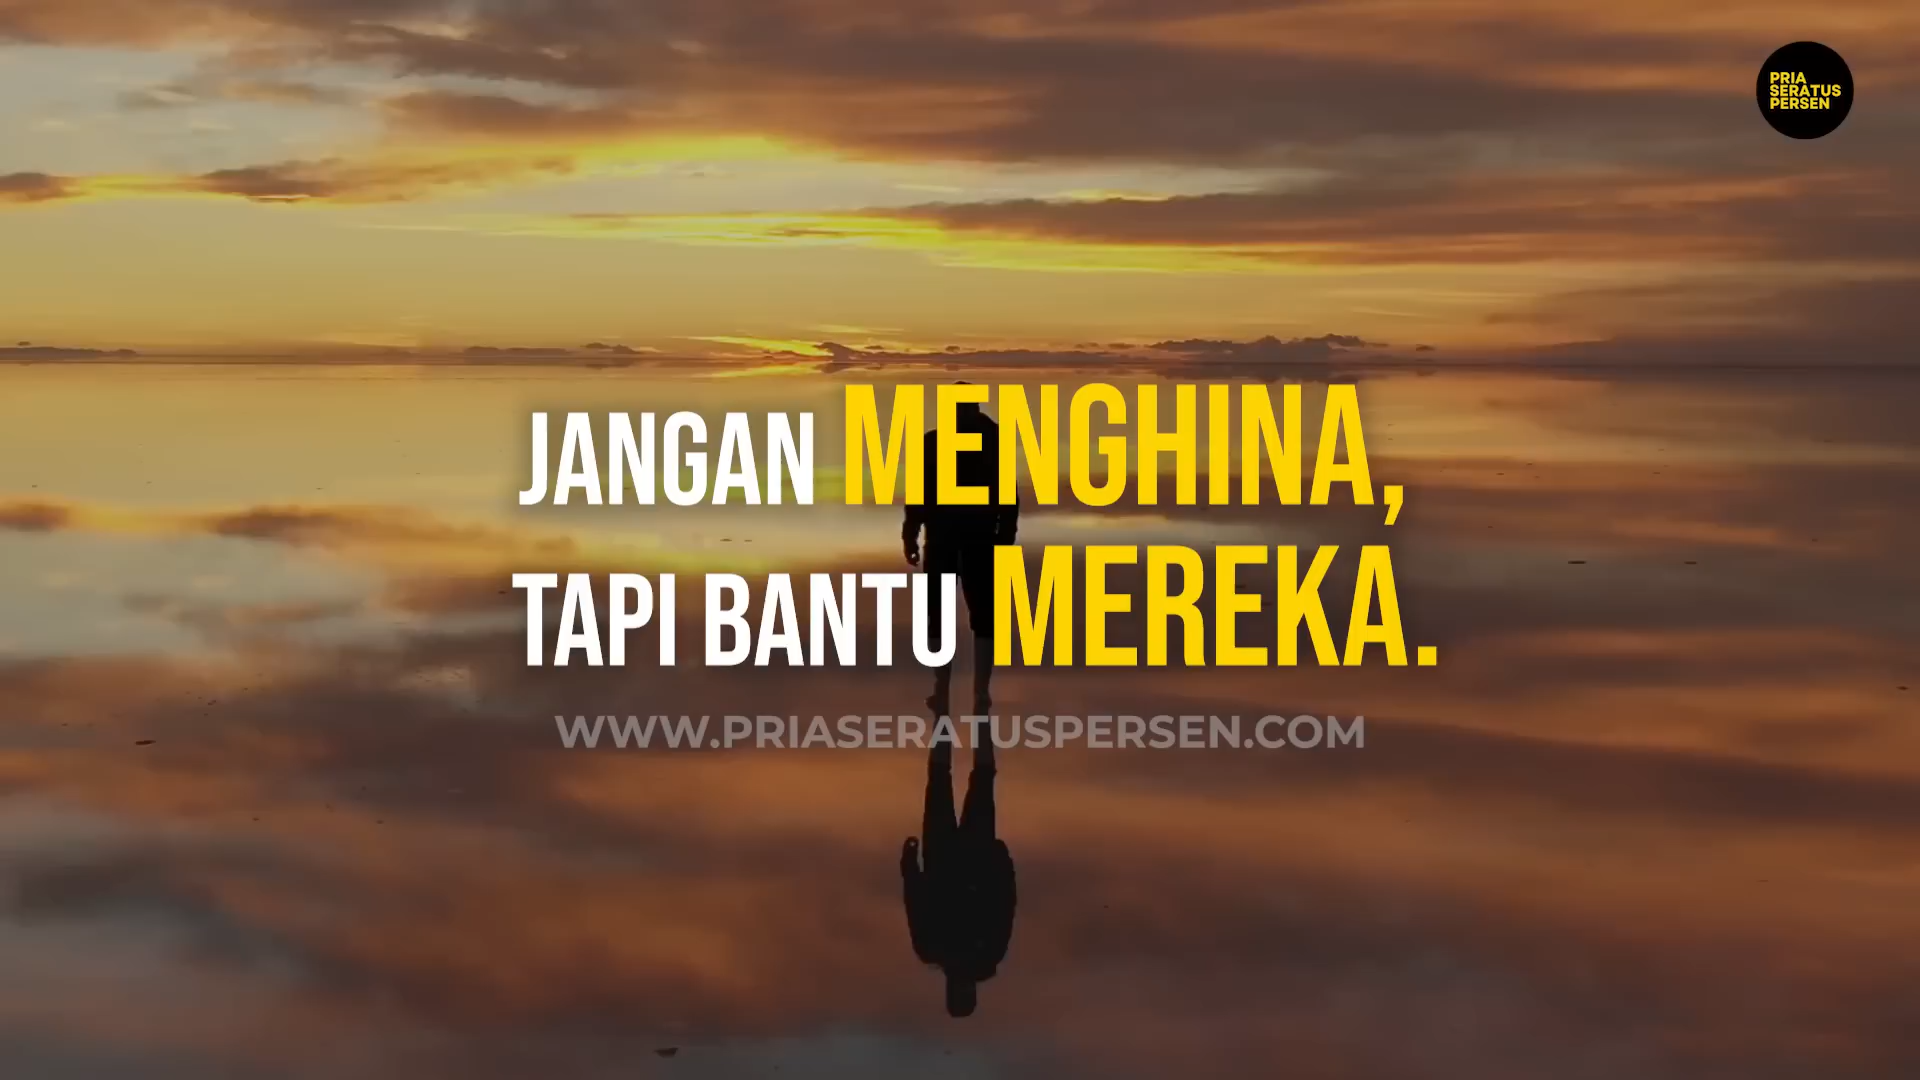 PRIA
SERATUS
PERSEN
JANGAN MENGHINA,
TAPI BANTU MEREKA.
WWW.PRIASERATUSPERSEN.COM